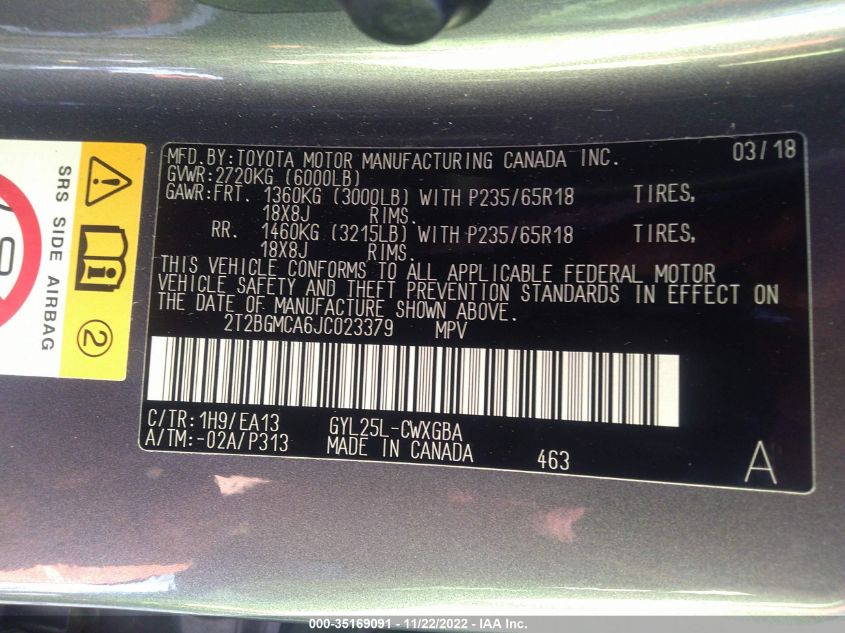 MFD.BY:TOYOTA MOTOR MANUFACTURING CANADA INC. 03/18
GVWR:2720KG (6000LB)
GAWR:FRT. 1360KG (3000LB) WITH P235/65R18 TIRES,
18X8J RIMS.
RR. 1460KG (3215LB) WITH P235/65R18 TIRES,
18X8J RIMS.
THIS VEHICLE CONFORMS TO ALL APPLICABLE FEDERAL MOTOR
VEHICLE SAFETY AND THEFT PREVENTION STANDARDS IN EFFECT ON
THE DATE OF MANUFACTURE SHOWN ABOVE.
2T2BGMCA6JC023379 MPV
C/TR:1H9/EA13 GYL25L-CWXGBA
A/TM:-02A/P313 MADE IN CANADA 463 A
SRS SIDE AIRBAG
2
000-35169091 - 11/22/2022 - IAA Inc.